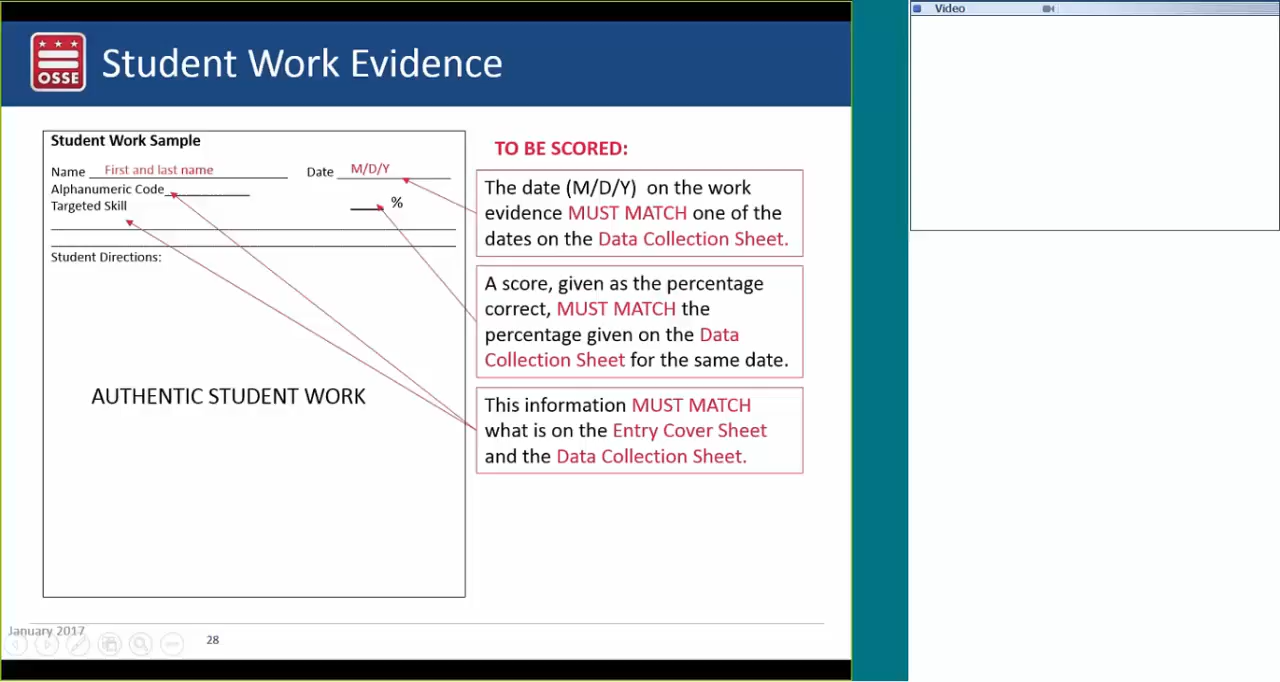 Video
OSSE
Student Work Evidence
Student Work Sample
Name First and last name Date M/D/Y
Alphanumeric Code
Targeted Skill ____ %
Student Directions:
AUTHENTIC STUDENT WORK
TO BE SCORED:
The date (M/D/Y) on the work
evidence MUST MATCH one of the
dates on the Data Collection Sheet.
A score, given as the percentage
correct, MUST MATCH the
percentage given on the Data
Collection Sheet for the same date.
This information MUST MATCH
what is on the Entry Cover Sheet
and the Data Collection Sheet.
January 2017
28